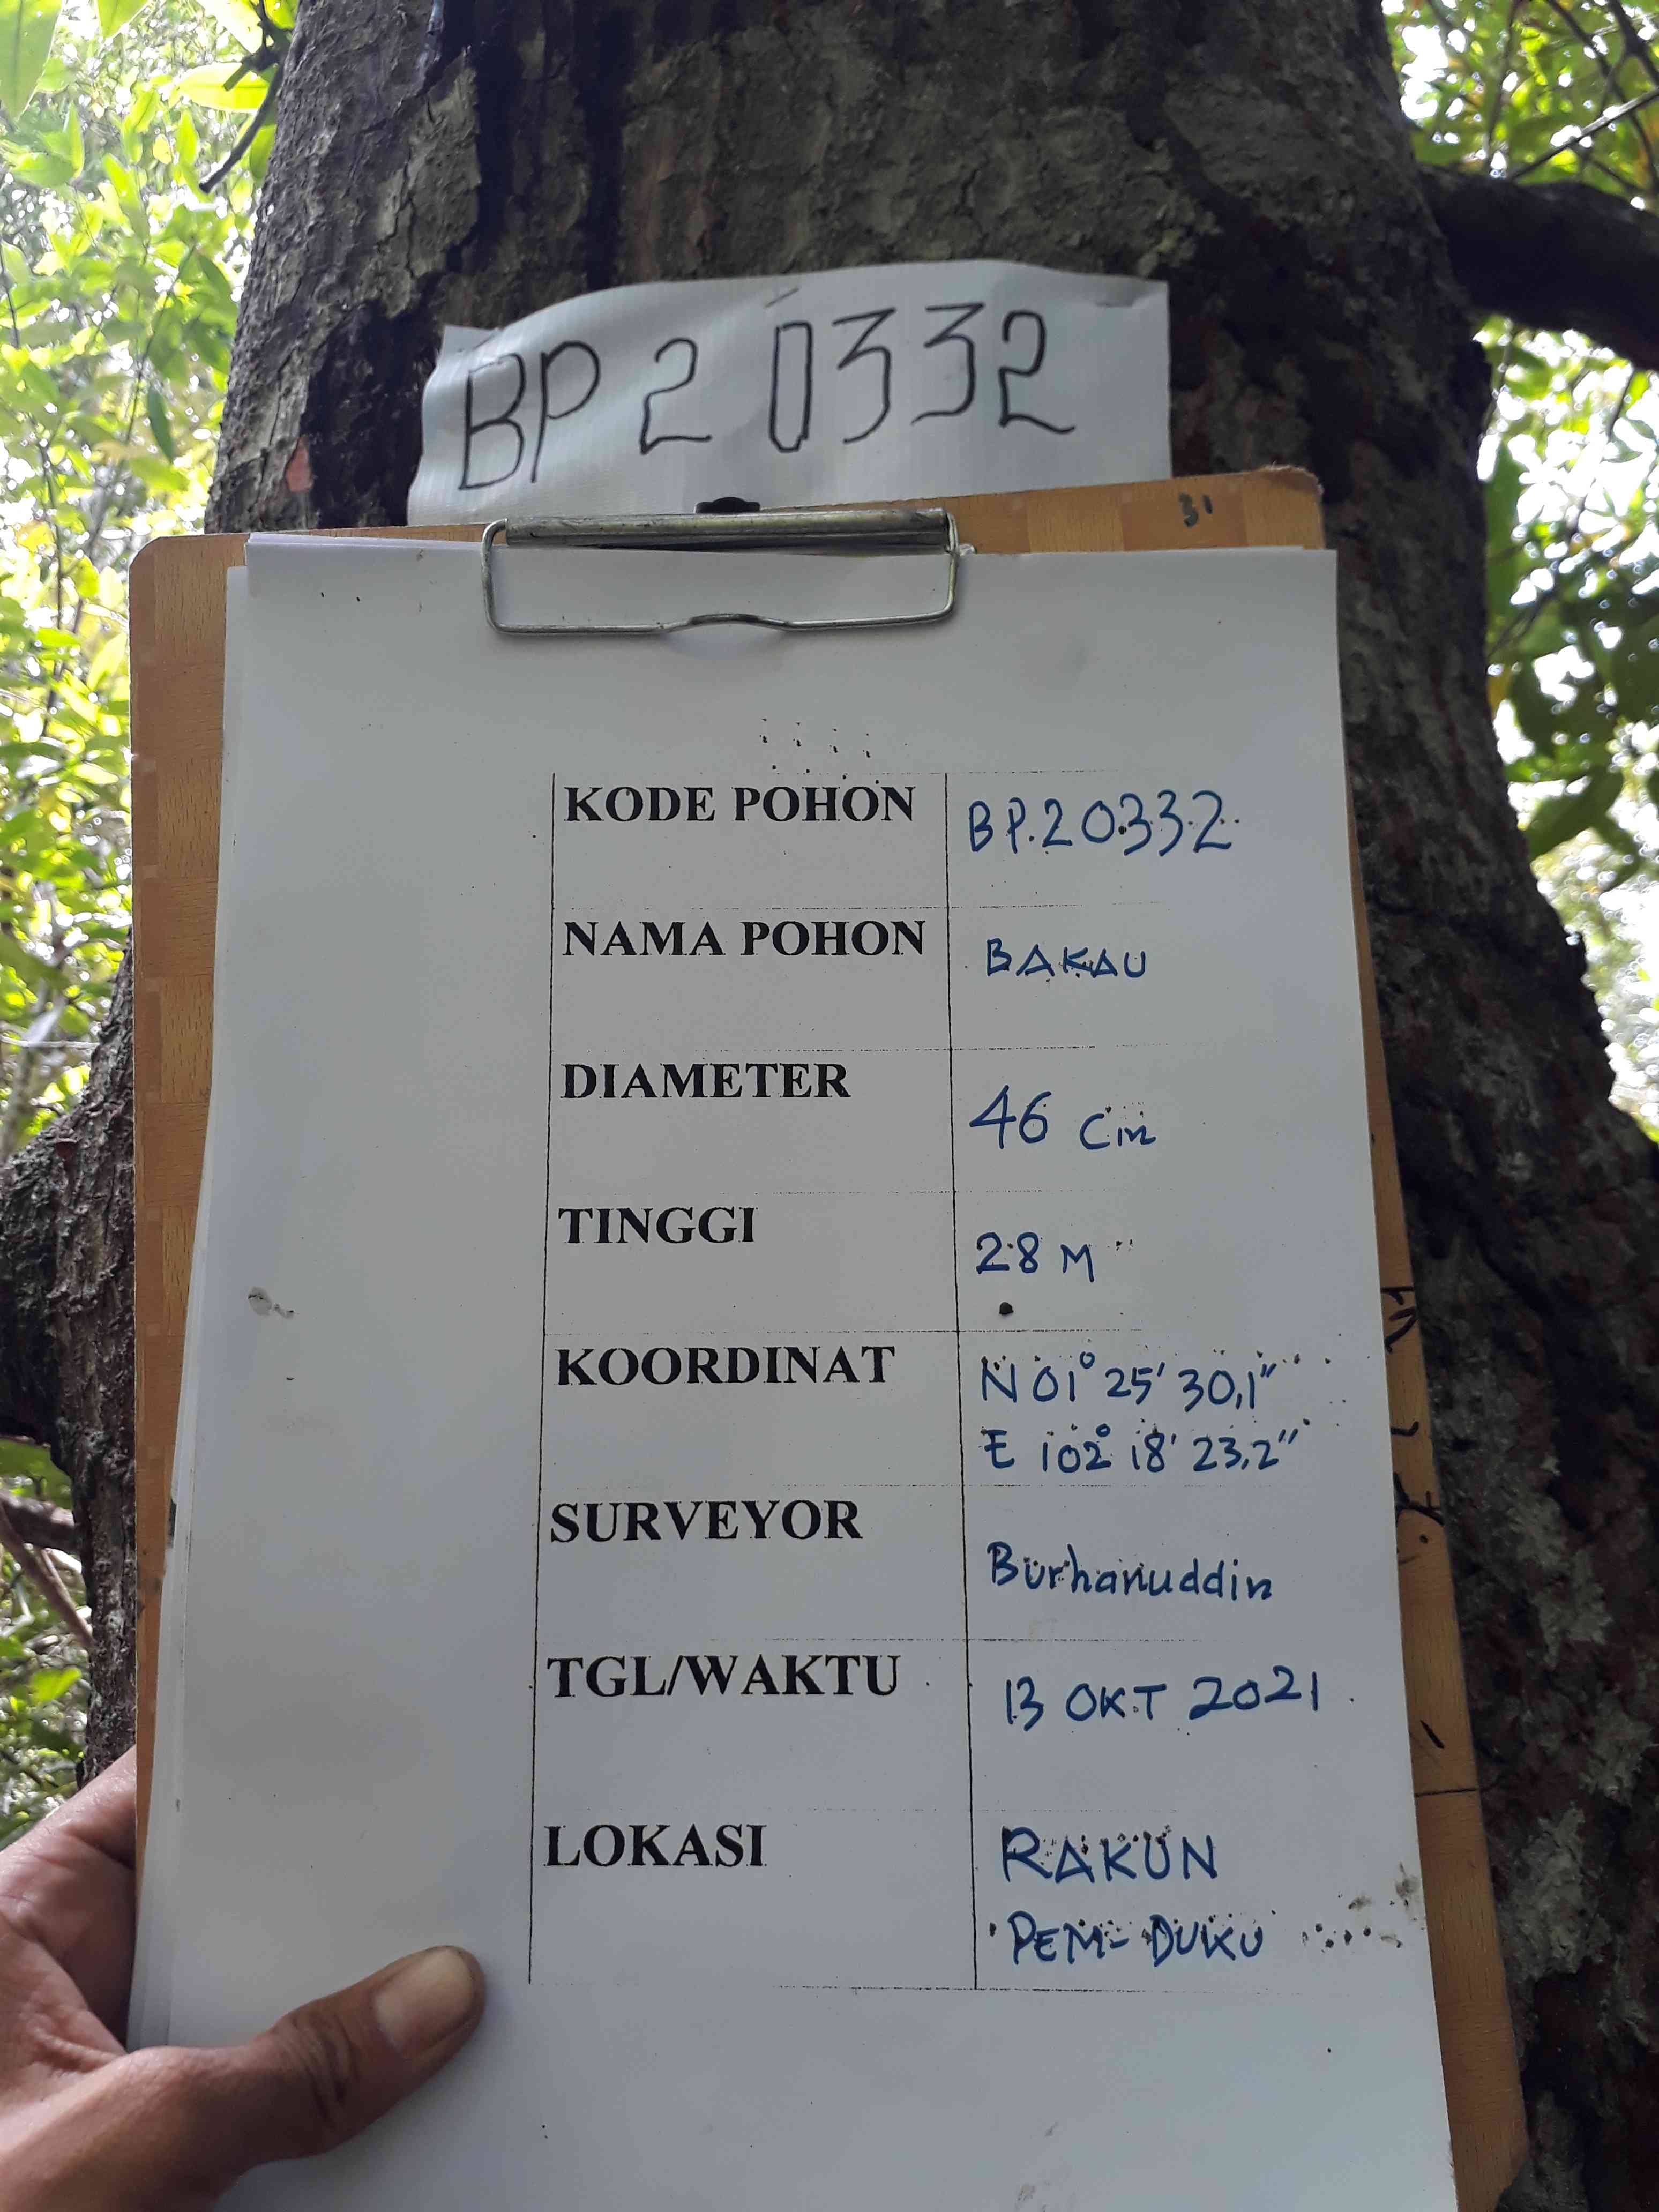 BP 2 0332
31
KODE POHON BP.20332
NAMA POHON BAKAU
DIAMETER 46 cm
TINGGI 28 M
KOORDINAT N 01° 25' 30,1"
E 102° 18' 23,2"
SURVEYOR Burhanuddin
TGL/WAKTU 13 OKT 2021
LOKASI RAKUN
PEM-DUKU